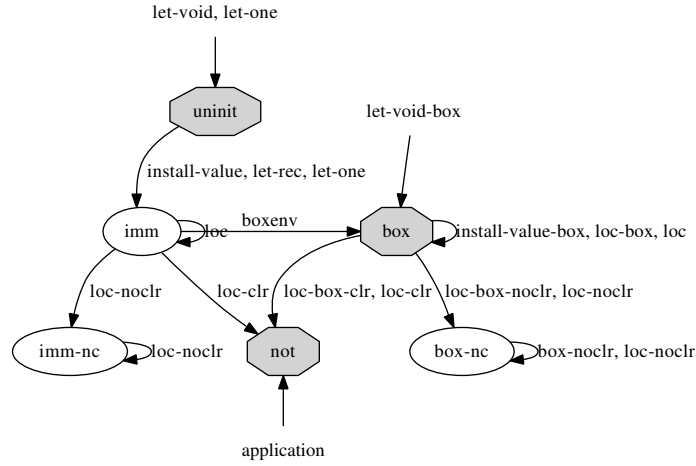 let-void, let-one
uninit
let-void-box
install-value, let-rec, let-one
imm
loc
boxenv
box
install-value-box, loc-box, loc
loc-noclr
loc-clr
loc-box-clr, loc-clr
loc-box-noclr, loc-noclr
imm-nc
loc-noclr
not
box-nc
box-noclr, loc-noclr
application